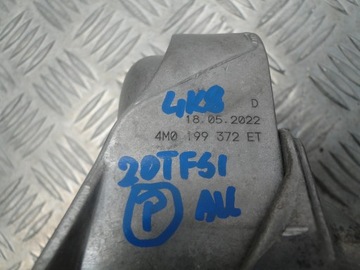 4K8 D
18.05.2022
4M0 199 372 ET
20TFSI
P ALL